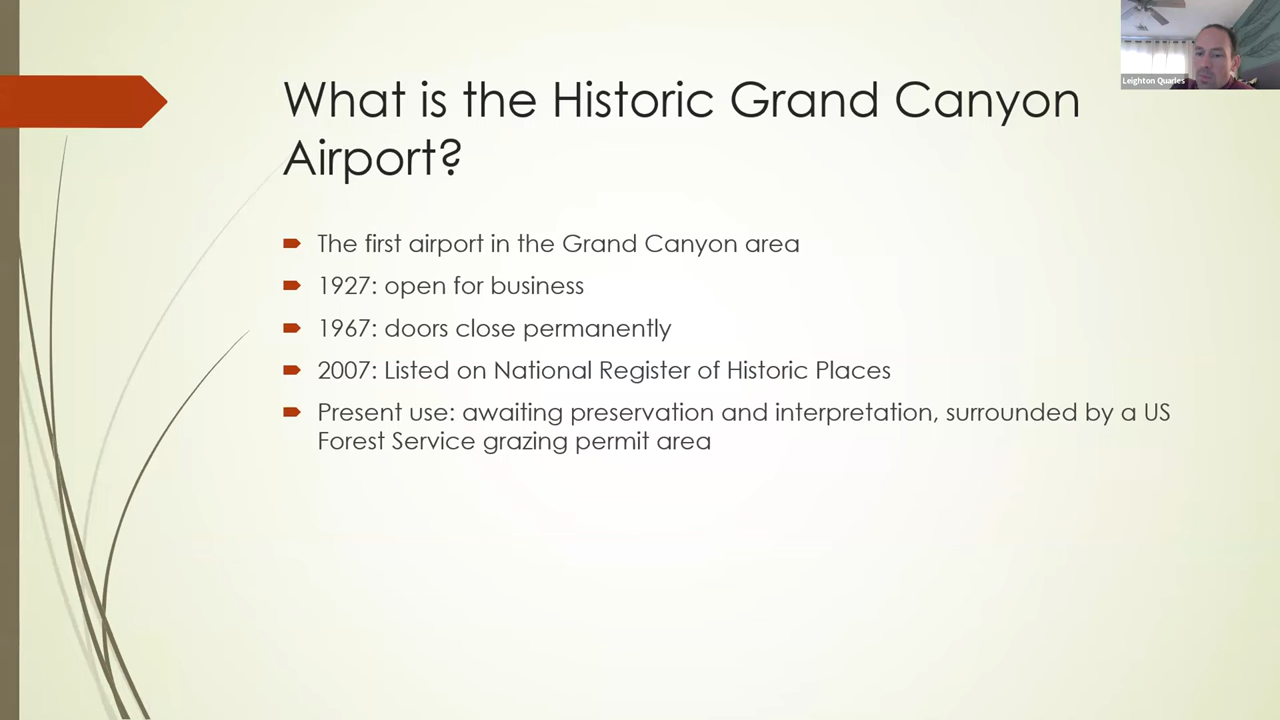 What is the Historic Grand Canyon
Airport?
The first airport in the Grand Canyon area
1927: open for business
1967: doors close permanently
2007: Listed on National Register of Historic Places
Present use: awaiting preservation and interpretation, surrounded by a US
Forest Service grazing permit area
Leighton Quarles